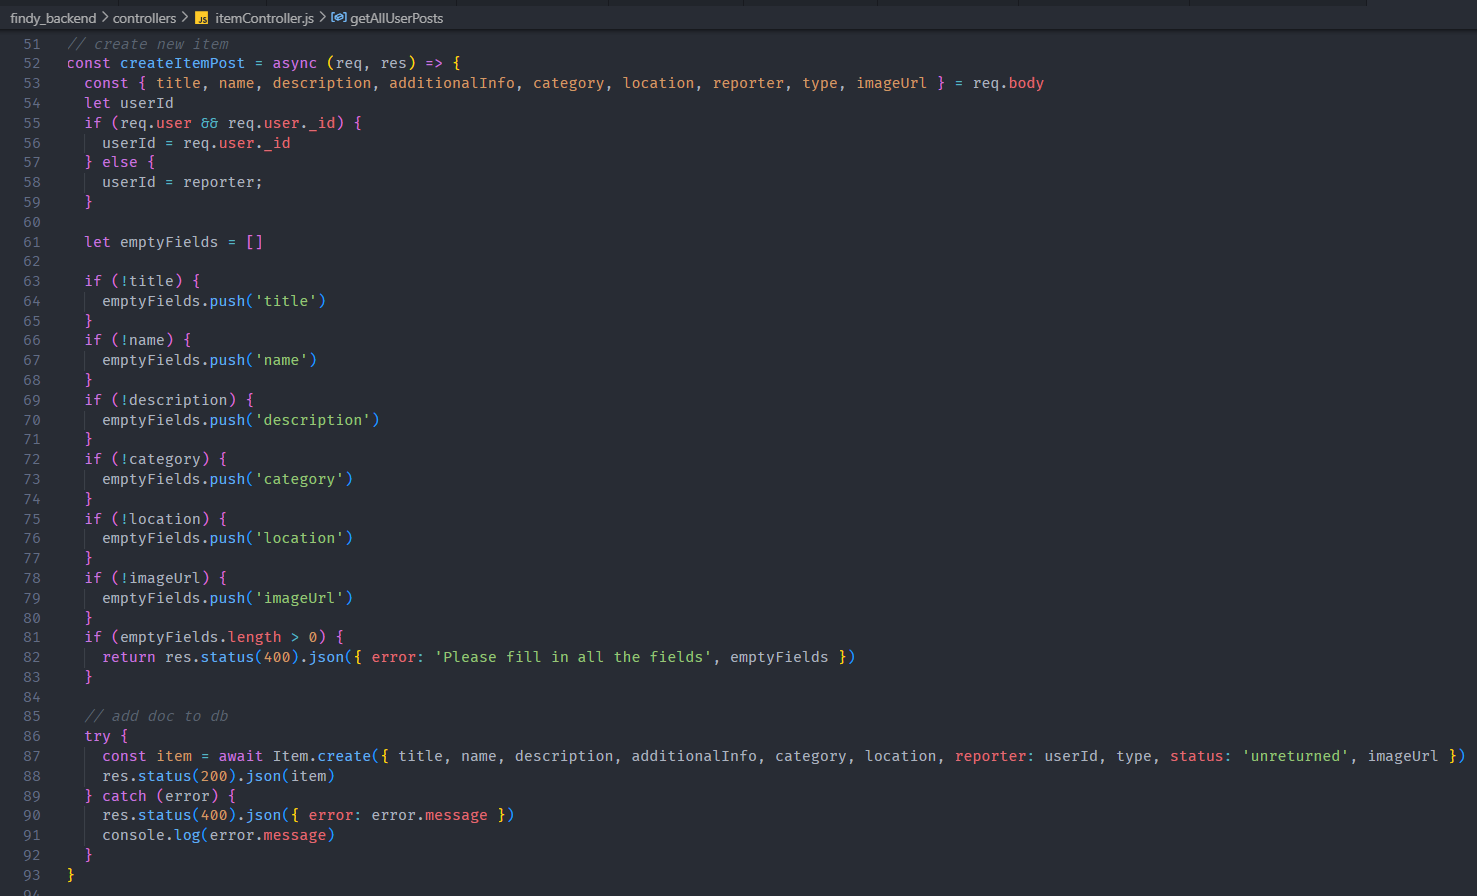 findy_backend > controllers > JS itemController.js > getAllUserPosts
51 // create new item
52 const createItemPost = async (req, res) => {
53 const { title, name, description, additionalInfo, category, location, reporter, type, imageUrl } = req.body
54 let userId
55 if (req.user && req.user._id) {
56 userId = req.user._id
57 } else {
58 userId = reporter;
59 }
60
61 let emptyFields = []
62
63 if (!title) {
64 emptyFields.push('title')
65 }
66 if (!name) {
67 emptyFields.push('name')
68 }
69 if (!description) {
70 emptyFields.push('description')
71 }
72 if (!category) {
73 emptyFields.push('category')
74 }
75 if (!location) {
76 emptyFields.push('location')
77 }
78 if (!imageUrl) {
79 emptyFields.push('imageUrl')
80 }
81 if (emptyFields.length > 0) {
82 return res.status(400).json({ error: 'Please fill in all the fields', emptyFields })
83 }
84
85 // add doc to db
86 try {
87 const item = await Item.create({ title, name, description, additionalInfo, category, location, reporter: userId, type, status: 'unreturned', imageUrl })
88 res.status(200).json(item)
89 } catch (error) {
90 res.status(400).json({ error: error.message })
91 console.log(error.message)
92 }
93 }
94